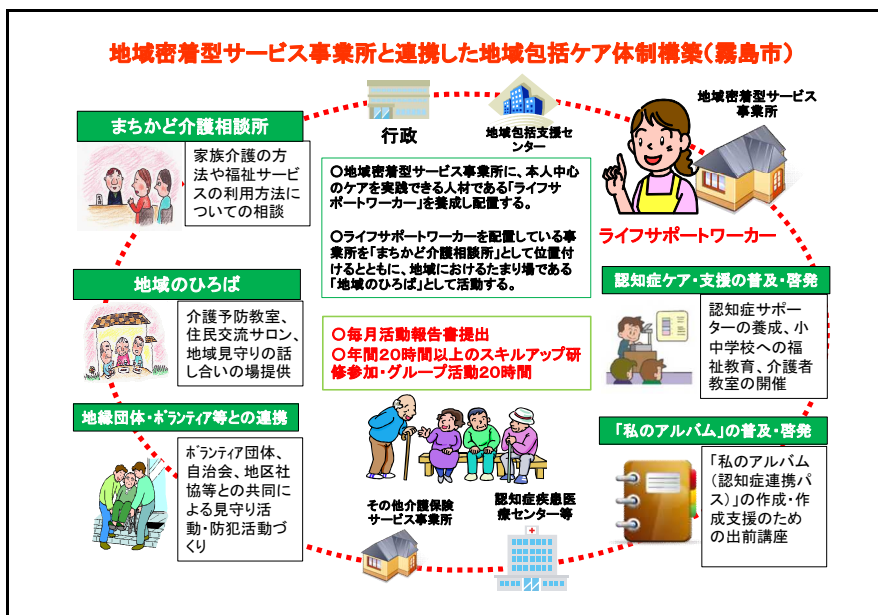 地域密着型サービス事業所と連携した地域包括ケア体制構築(霧島市)
行政
地域包括支援セ
ンター
地域密着型サービス
事業所
ライフサポートワーカー
まちかど介護相談所
家族介護の方
法や福祉サービ
スの利用方法に
ついての相談
○地域密着型サービス事業所に、本人中心
のケアを実践できる人材である「ライフサ
ポートワーカー」を養成し配置する。
○ライフサポートワーカーを配置している事
業所を「まちかど介護相談所」として位置付
けるとともに、地域におけるたまり場である
「地域のひろば」として活動する。
地域のひろば
介護予防教室、
住民交流サロン、
地域見守りの話
し合いの場提供
○毎月活動報告書提出
○年間20時間以上のスキルアップ研
修参加・グループ活動20時間
認知症ケア・支援の普及・啓発
認知症サポー
ターの養成、小
中学校への福
祉教育、介護者
教室の開催
地縁団体・ボランティア等との連携
ボランティア団体、
自治会、地区社
協等との共同に
よる見守り活
動・防犯活動づ
くり
「私のアルバム」の普及・啓発
「私のアルバム
(認知症連携パ
ス)」の作成・作
成支援のため
の出前講座
その他介護保険
サービス事業所
認知症疾患医
療センター等